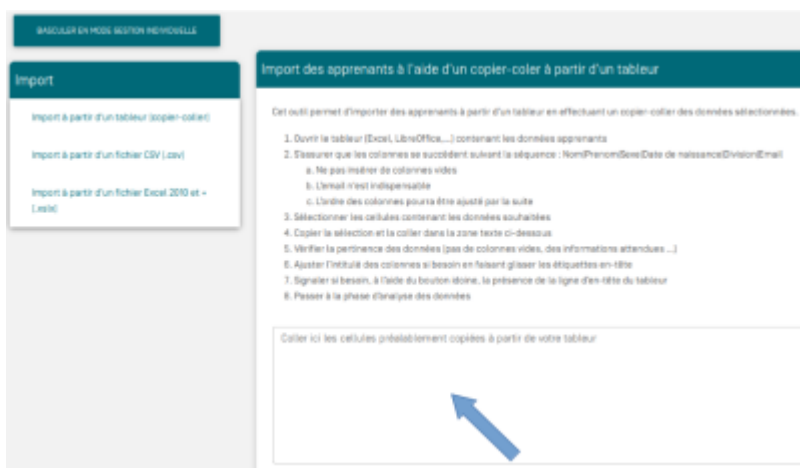 BASCULER EN MODE GESTION INDIVIDUELLE
Import
Import à partir d'un tableur (copier-coller)
Import à partir d'un fichier CSV (.csv)
Import à partir d'un fichier Excel 2010 et +
(.xslx)
Import des apprenants à l'aide d'un copier-coler à partir d'un tableur
Cet outil permet d'importer des apprenants à partir d'un tableur en effectuant un copier-coller des données sélectionnées.
1. Ouvrir le tableur (Excel, LibreOffice,...) contenant les données apprenants
2. S'assurer que les colonnes se succèdent suivant la séquence : Nom|Prenom|Sexe|Date de naissance|Division|Email
a. Ne pas insérer de colonnes vides
b. L'email n'est indispensable
c. L'ordre des colonnes pourra être ajusté par la suite
3. Sélectionner les cellules contenant les données souhaitées
4. Copier la sélection et la coller dans la zone texte ci-dessous
5. Vérifier la pertinence des données (pas de colonnes vides, des informations attendues ...)
6. Ajuster l'intitulé des colonnes si besoin en faisant glisser les étiquettes en-tête
7. Signaler si besoin, à l'aide du bouton idoine, la présence de la ligne d'en-tête du tableur
8. Passer à la phase d'analyse des données
Coller ici les cellules préalablement copiées à partir de votre tableur